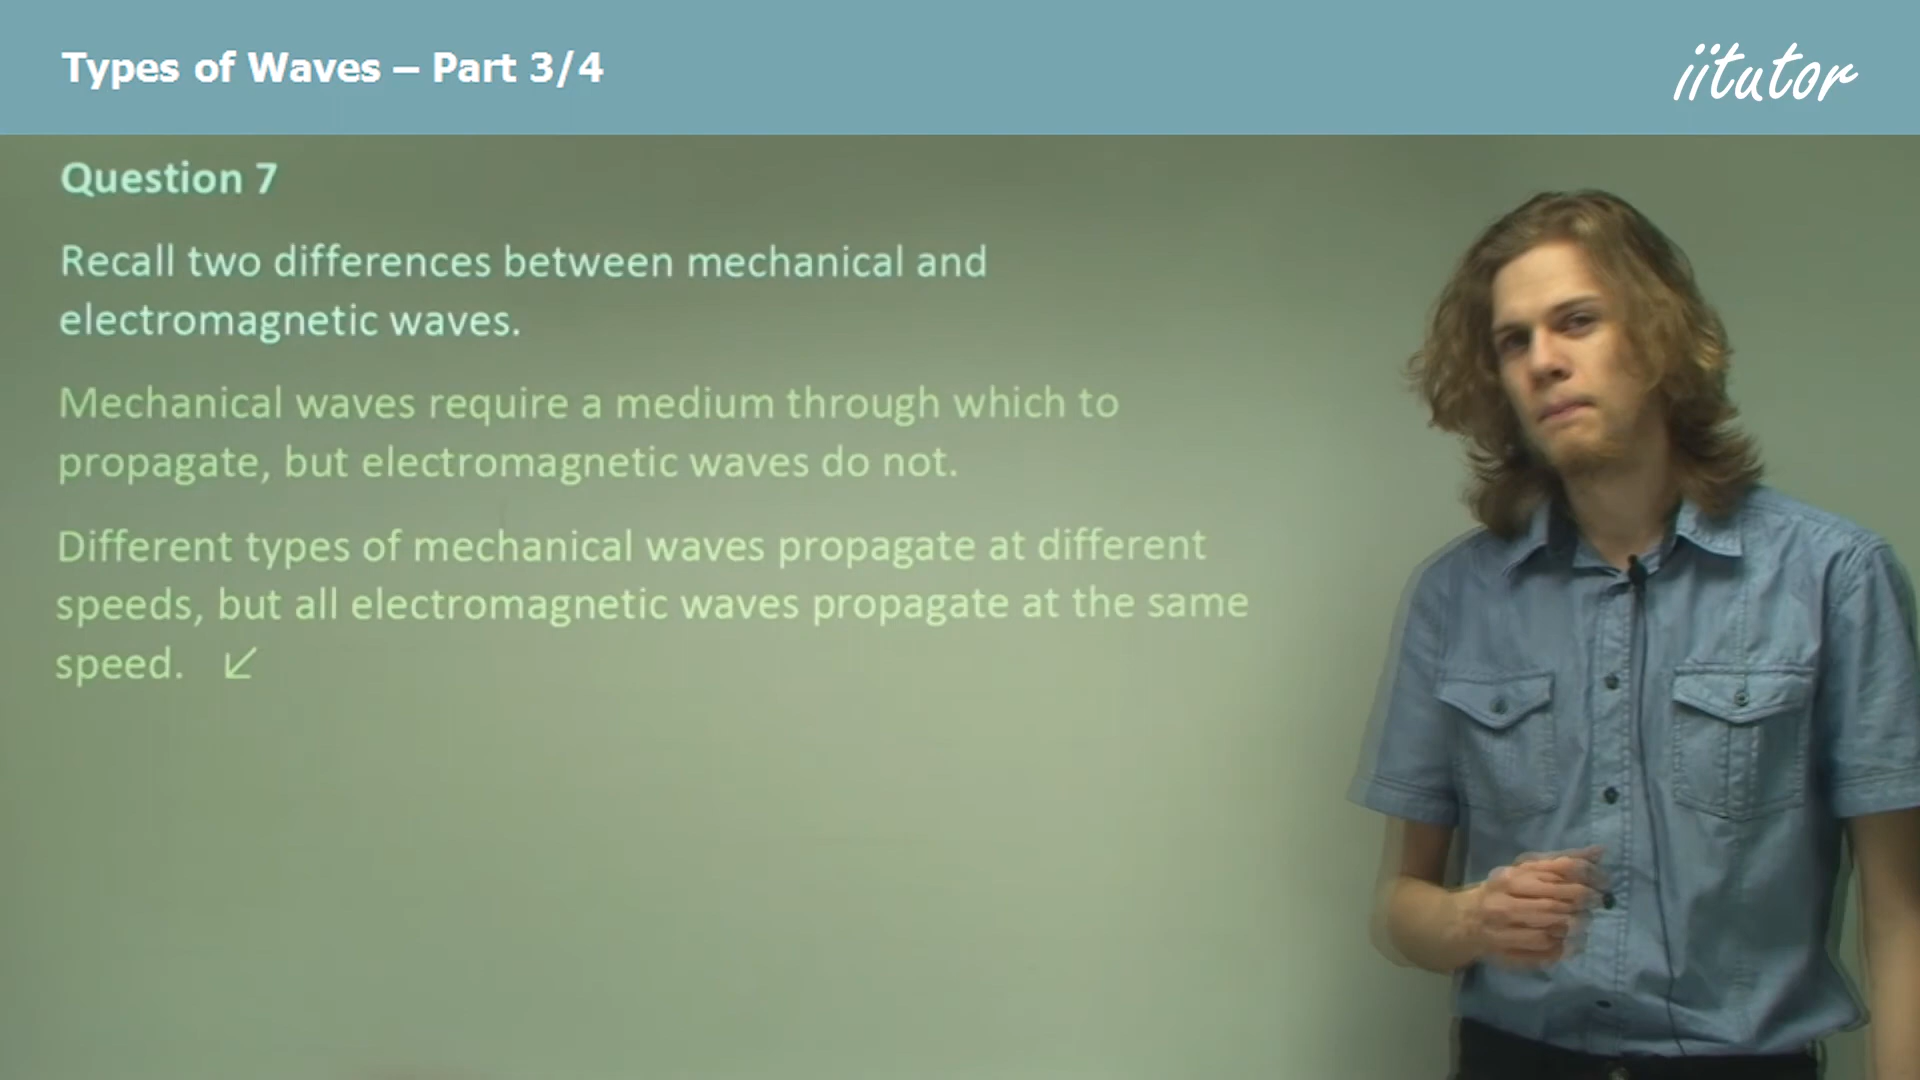 Types of Waves – Part 3/4
iitutor
Question 7
Recall two differences between mechanical and
electromagnetic waves.
Mechanical waves require a medium through which to
propagate, but electromagnetic waves do not.
Different types of mechanical waves propagate at different
speeds, but all electromagnetic waves propagate at the same
speed. ↙